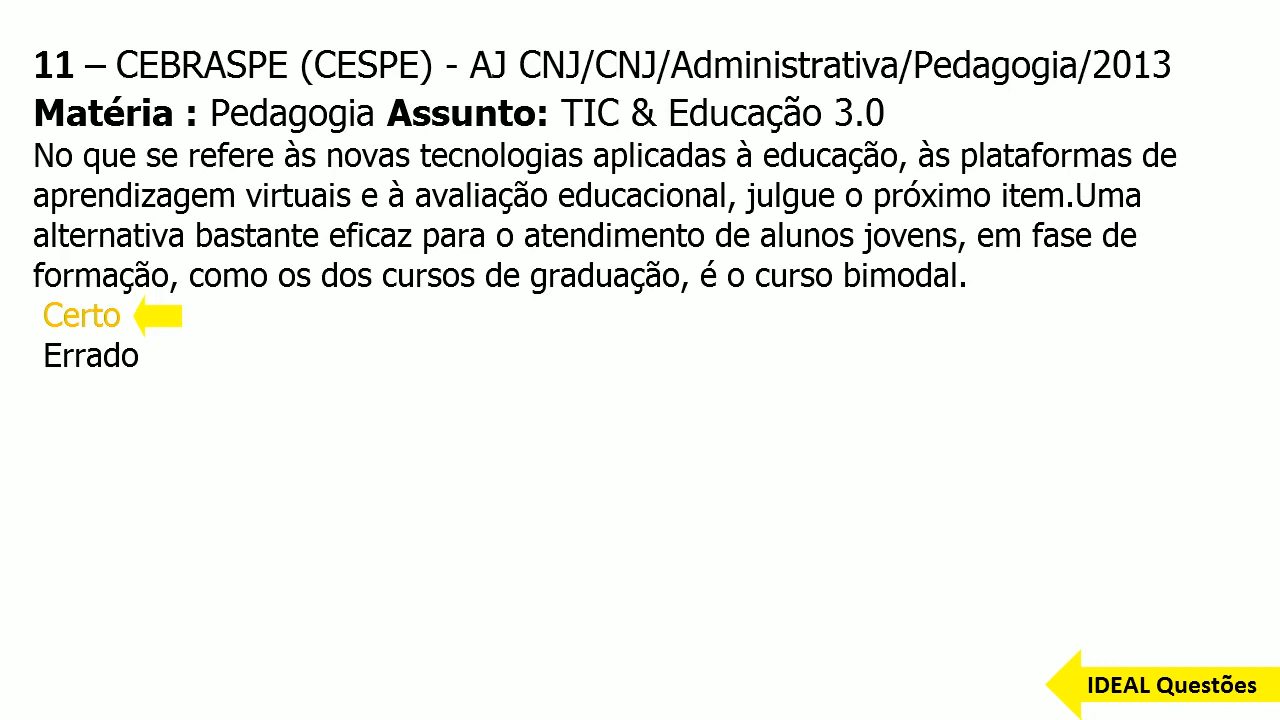 11 – CEBRASPE (CESPE) - AJ CNJ/CNJ/Administrativa/Pedagogia/2013
Matéria : Pedagogia Assunto: TIC & Educação 3.0
No que se refere às novas tecnologias aplicadas à educação, às plataformas de
aprendizagem virtuais e à avaliação educacional, julgue o próximo item.Uma
alternativa bastante eficaz para o atendimento de alunos jovens, em fase de
formação, como os dos cursos de graduação, é o curso bimodal.
Certo
Errado
IDEAL Questões